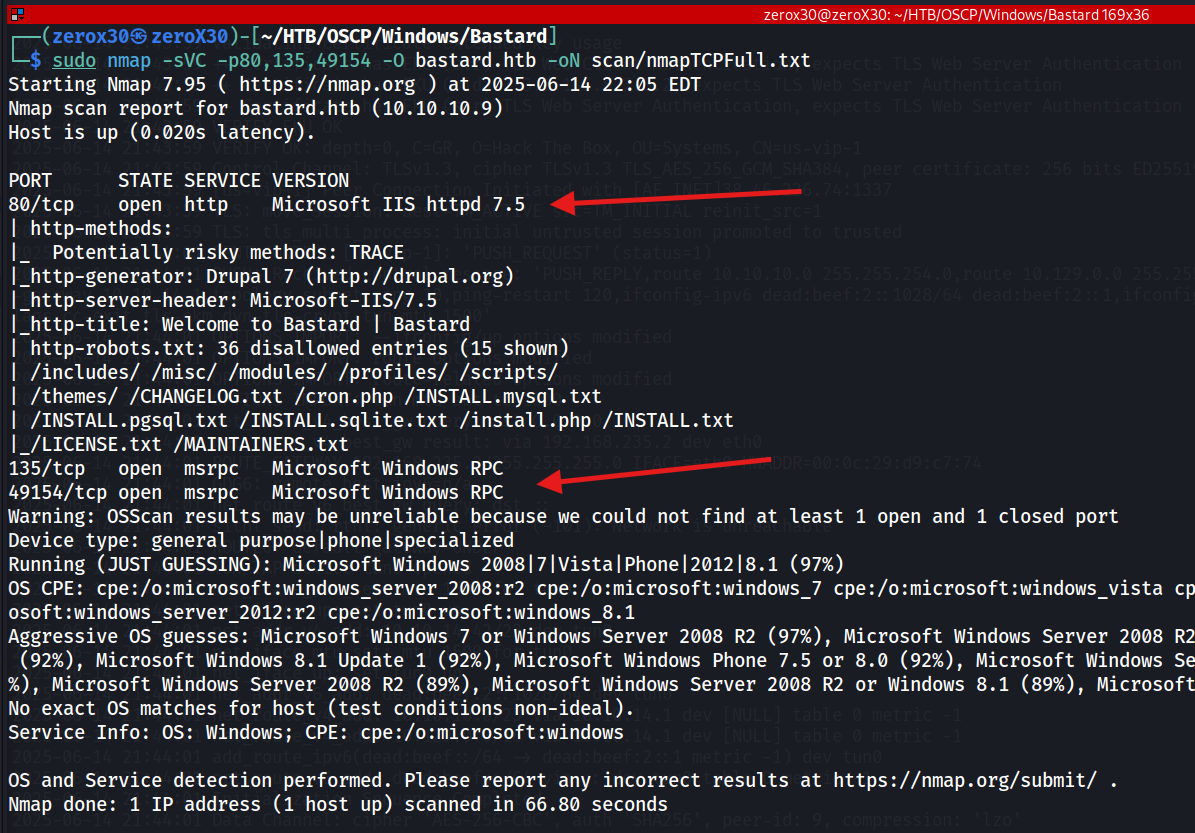 zerox30@zeroX30: ~/HTB/OSCP/Windows/Bastard 169x36
┌──(zerox30㉿zeroX30)-[~/HTB/OSCP/Windows/Bastard]
└─$ sudo nmap -sVC -p80,135,49154 -O bastard.htb -oN scan/nmapTCPFull.txt
Starting Nmap 7.95 ( https://nmap.org ) at 2025-06-14 22:05 EDT
Nmap scan report for bastard.htb (10.10.10.9)
Host is up (0.020s latency).
PORT STATE SERVICE VERSION
80/tcp open http Microsoft IIS httpd 7.5
| http-methods:
|_ Potentially risky methods: TRACE
|_http-generator: Drupal 7 (http://drupal.org)
|_http-server-header: Microsoft-IIS/7.5
|_http-title: Welcome to Bastard | Bastard
| http-robots.txt: 36 disallowed entries (15 shown)
| /includes/ /misc/ /modules/ /profiles/ /scripts/
| /themes/ /CHANGELOG.txt /cron.php /INSTALL.mysql.txt
| /INSTALL.pgsql.txt /INSTALL.sqlite.txt /install.php /INSTALL.txt
|_/LICENSE.txt /MAINTAINERS.txt
135/tcp open msrpc Microsoft Windows RPC
49154/tcp open msrpc Microsoft Windows RPC
Warning: OSScan results may be unreliable because we could not find at least 1 open and 1 closed port
Device type: general purpose|phone|specialized
Running (JUST GUESSING): Microsoft Windows 2008|7|Vista|Phone|2012|8.1 (97%)
OS CPE: cpe:/o:microsoft:windows_server_2008:r2 cpe:/o:microsoft:windows_7 cpe:/o:microsoft:windows_vista cp
osoft:windows_server_2012:r2 cpe:/o:microsoft:windows_8.1
Aggressive OS guesses: Microsoft Windows 7 or Windows Server 2008 R2 (97%), Microsoft Windows Server 2008 R2
(92%), Microsoft Windows 8.1 Update 1 (92%), Microsoft Windows Phone 7.5 or 8.0 (92%), Microsoft Windows Se
%), Microsoft Windows Server 2008 R2 (89%), Microsoft Windows Server 2008 R2 or Windows 8.1 (89%), Microsoft
No exact OS matches for host (test conditions non-ideal).
Service Info: OS: Windows; CPE: cpe:/o:microsoft:windows
OS and Service detection performed. Please report any incorrect results at https://nmap.org/submit/ .
Nmap done: 1 IP address (1 host up) scanned in 66.80 seconds